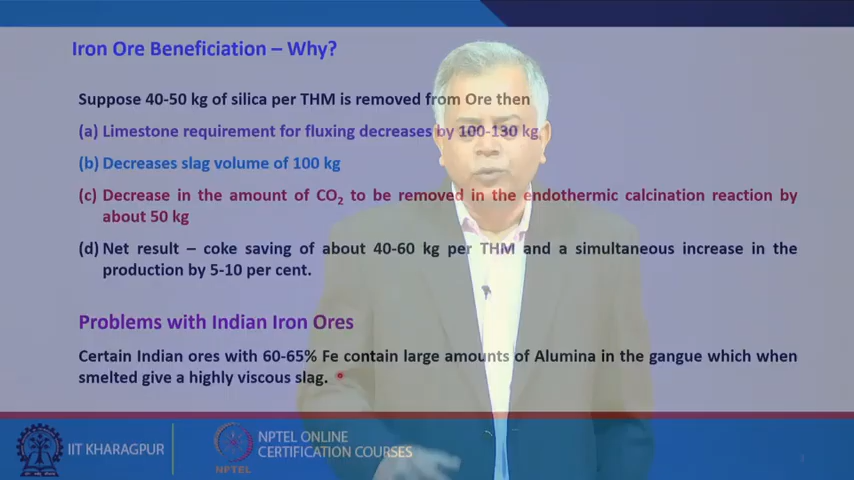 Iron Ore Beneficiation – Why?
Suppose 40-50 kg of silica per THM is removed from Ore then
(a) Limestone requirement for fluxing decreases by 100-130 kg
(b) Decreases slag volume of 100 kg
(c) Decrease in the amount of CO₂ to be removed in the endothermic calcination reaction by
about 50 kg
(d) Net result – coke saving of about 40-60 kg per THM and a simultaneous increase in the
production by 5-10 per cent.
Problems with Indian Iron Ores
Certain Indian ores with 60-65% Fe contain large amounts of Alumina in the gangue which when
smelted give a highly viscous slag.
IIT KHARAGPUR
NPTEL
NPTEL ONLINE
CERTIFICATION COURSES